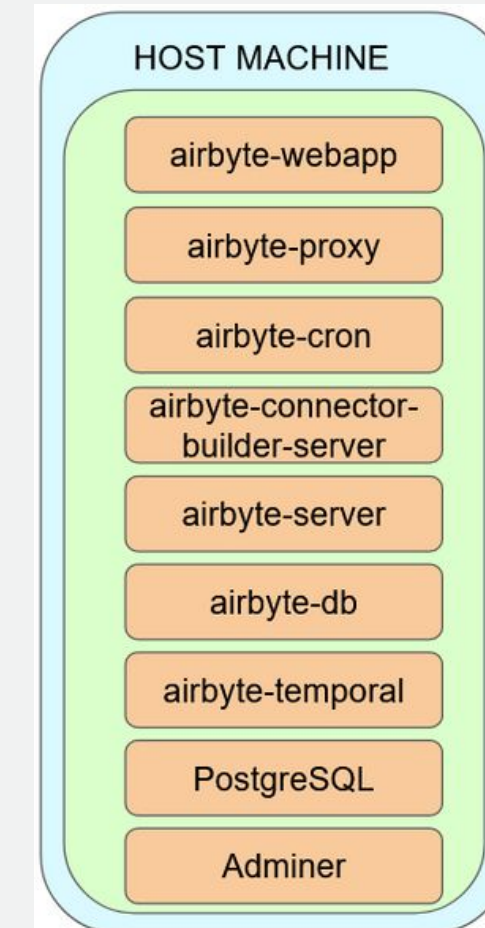 HOST MACHINE
airbyte-webapp
airbyte-proxy
airbyte-cron
airbyte-connector-
builder-server
airbyte-server
airbyte-db
airbyte-temporal
PostgreSQL
Adminer